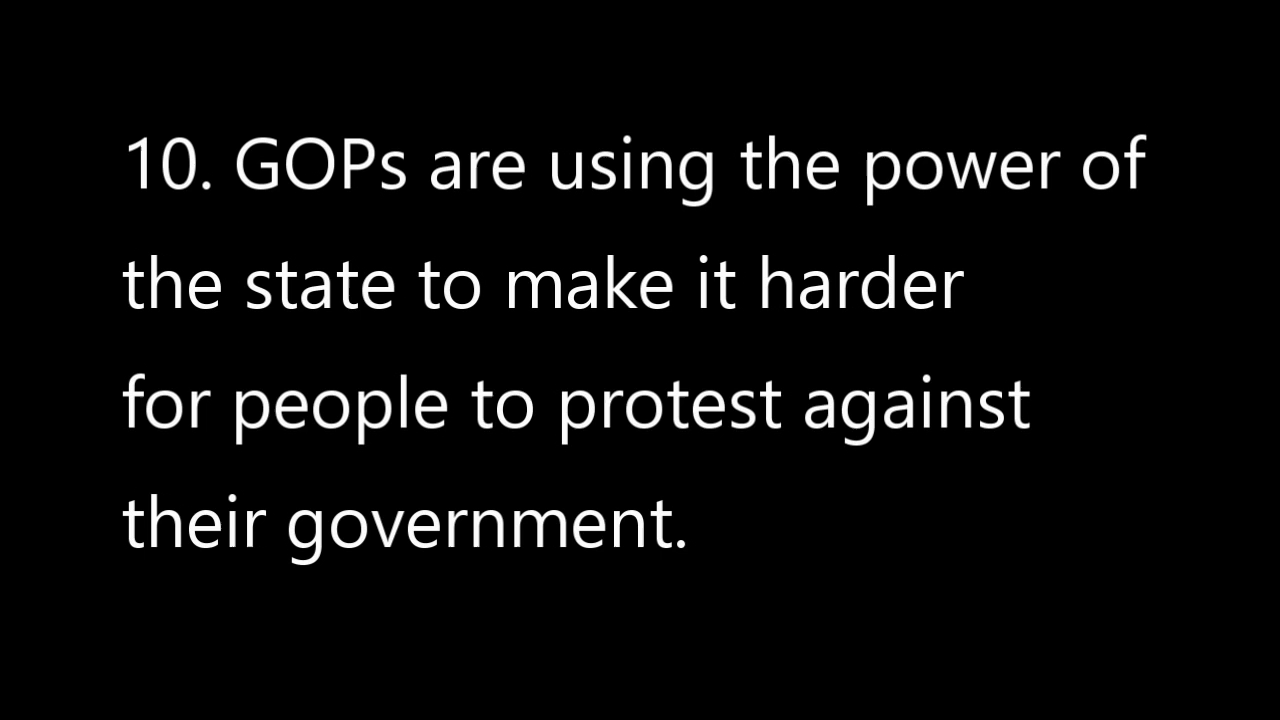 10. GOPs are using the power of
the state to make it harder
for people to protest against
their government.